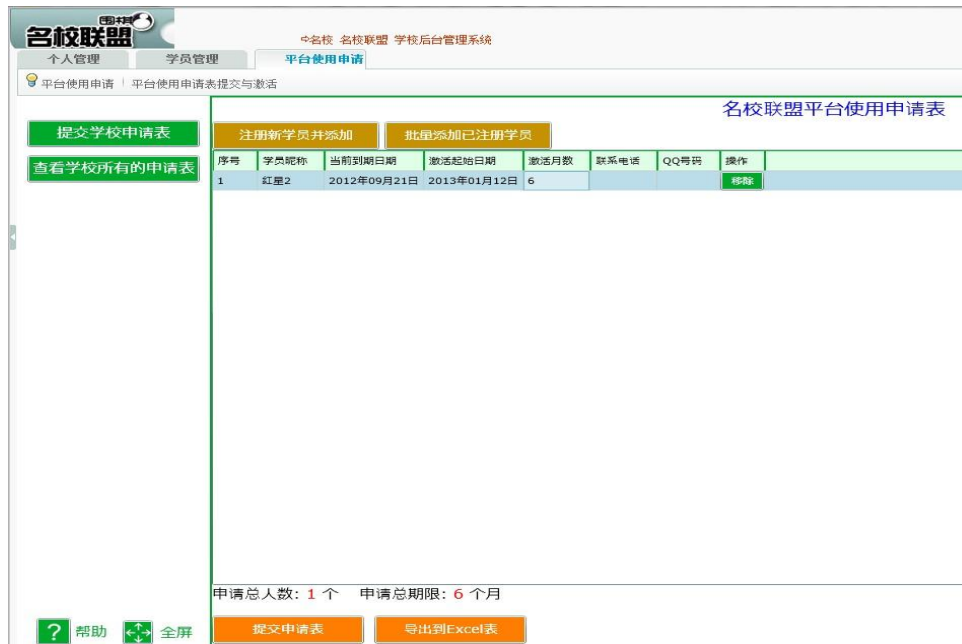 围棋
名校联盟
中名校 名校联盟 学校后台管理系统
个人管理 学员管理 平台使用申请
平台使用申请 平台使用申请表提交与激活
名校联盟平台使用申请表
提交学校申请表 注册新学员并添加 批量添加已注册学员
查看学校所有的申请表
序号 学员昵称 当前到期日期 激活起始日期 激活月数 联系电话 QQ号码 操作
1 紅星2 2012年09月21日 2013年01月12日 6 移除
申请总人数: 1 个 申请总期限: 6 个月
? 帮助 全屏 提交申请表 导出到Excel表